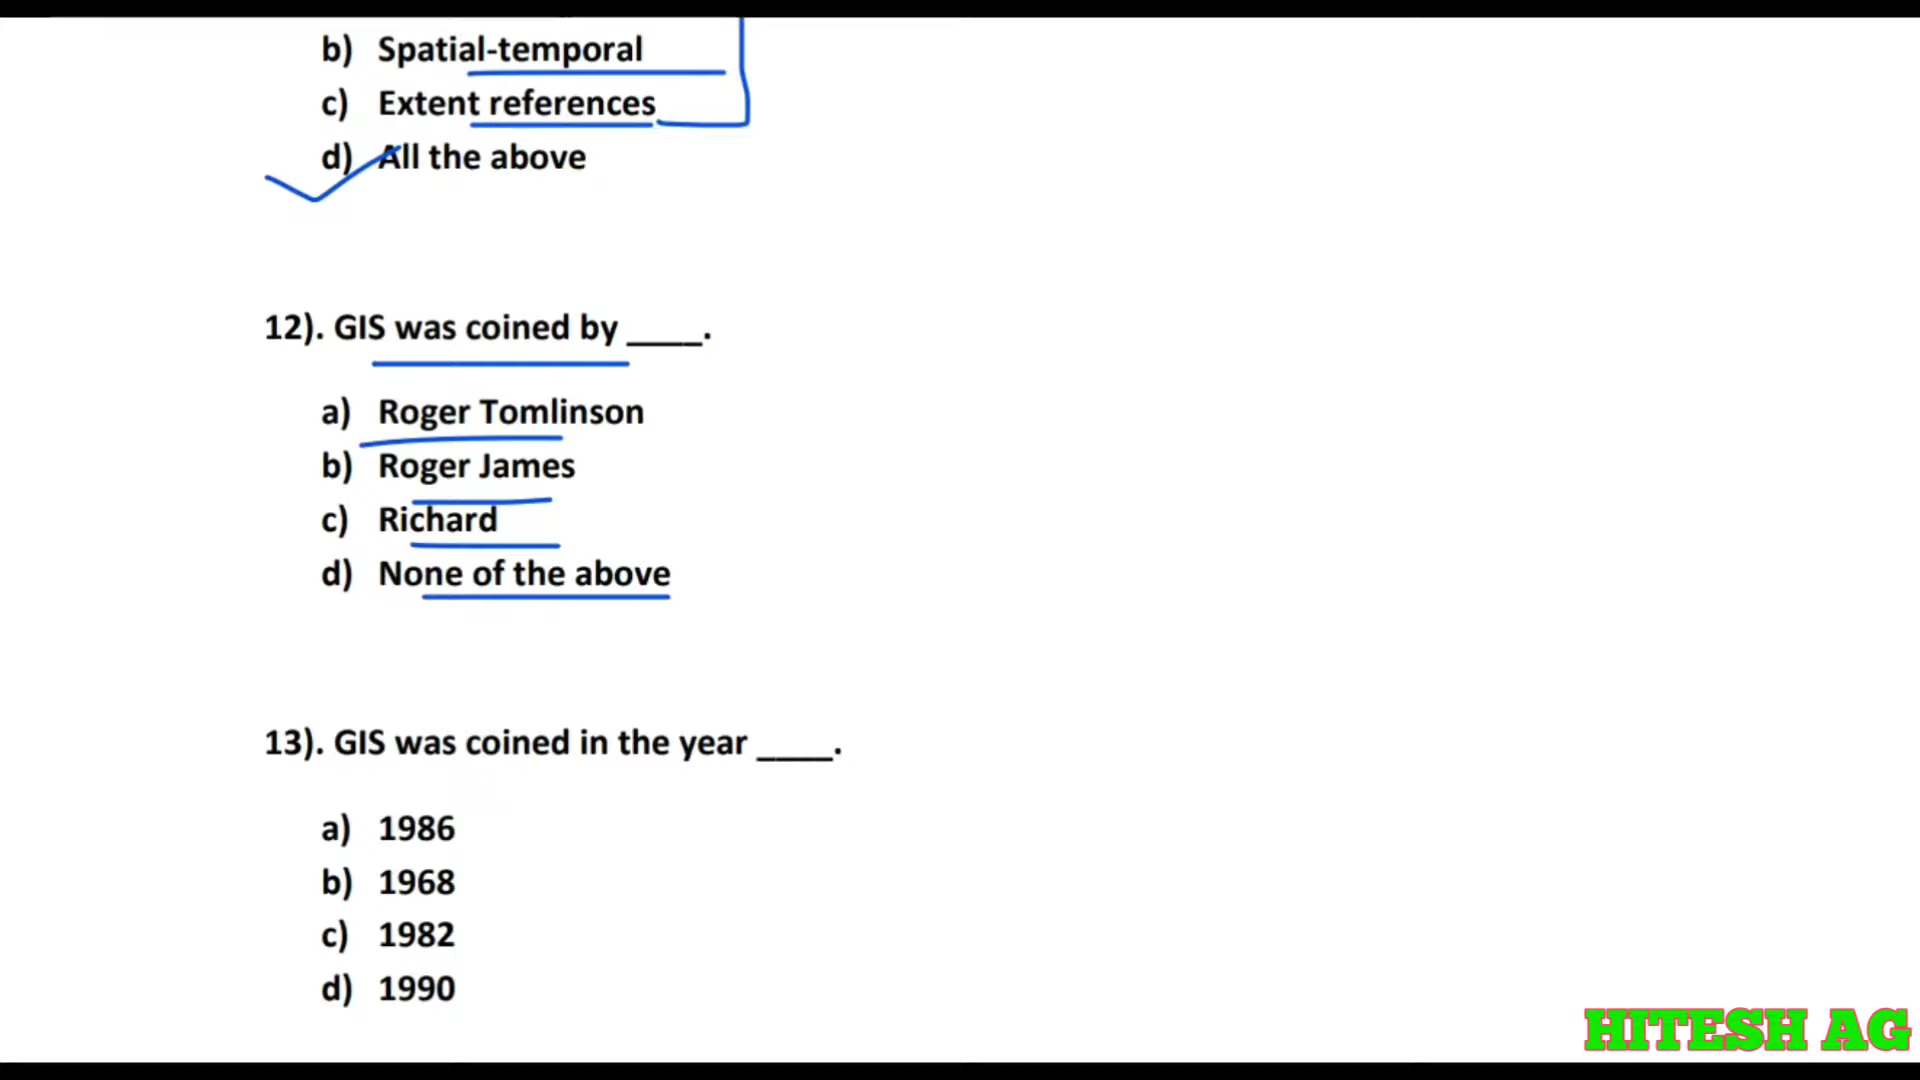 b) Spatial-temporal
c) Extent references
d) All the above
12). GIS was coined by ____.
a) Roger Tomlinson
b) Roger James
c) Richard
d) None of the above
13). GIS was coined in the year ____.
a) 1986
b) 1968
c) 1982
d) 1990
HITESH AG